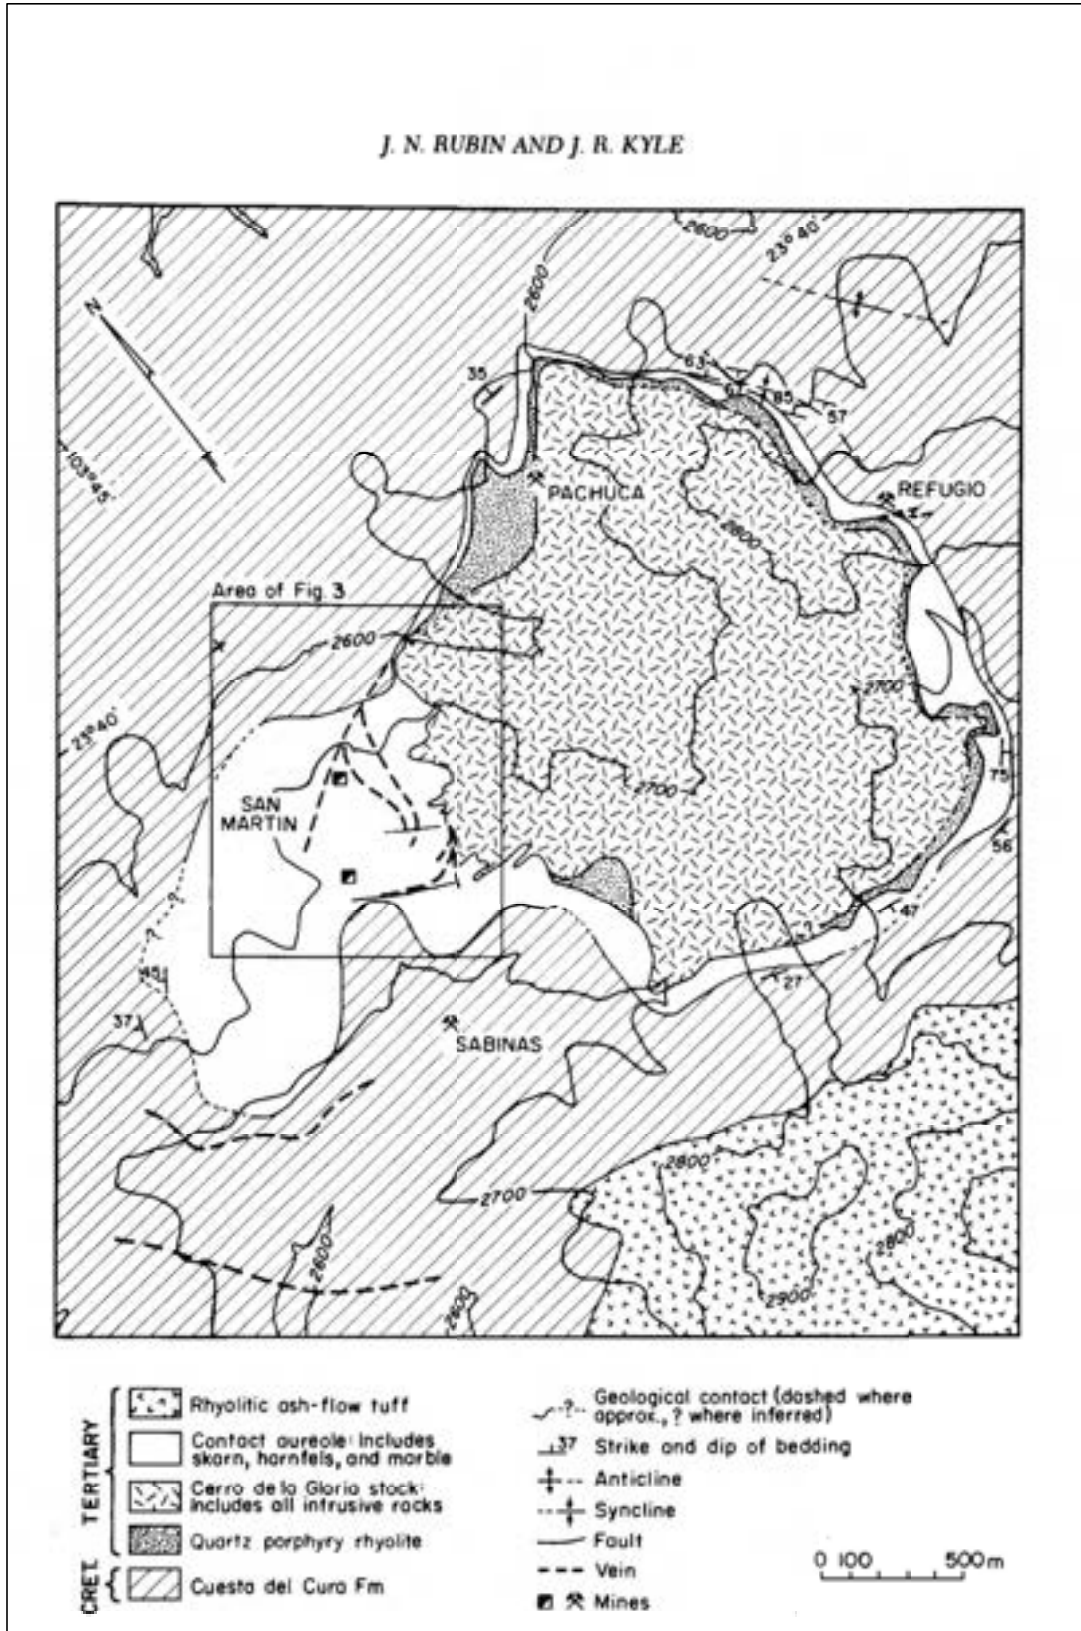 J. N. RUBIN AND J. R. KYLE
2600
23° 40'
2600
N
63
35
61
85
57
103° 45'
PACHUCA
REFUGIO
2800
Area of Fig. 3
2600
2700
23° 40'
2700
75
SAN
MARTIN
56
?
47
?
45
27
37
SABINAS
2800
2700
2600
2800
2600
2900
TERTIARY
Rhyolitic ash-flow tuff
Contact aureole: Includes
skarn, hornfels, and marble
Cerro de la Gloria stock:
includes all intrusive rocks
Quartz porphyry rhyolite
CRET.
Cuesta del Cura Fm
Geological contact (dashed where
approx., ? where inferred)
37 Strike and dip of bedding
Anticline
Syncline
Fault
Vein
Mines
0 100 500 m